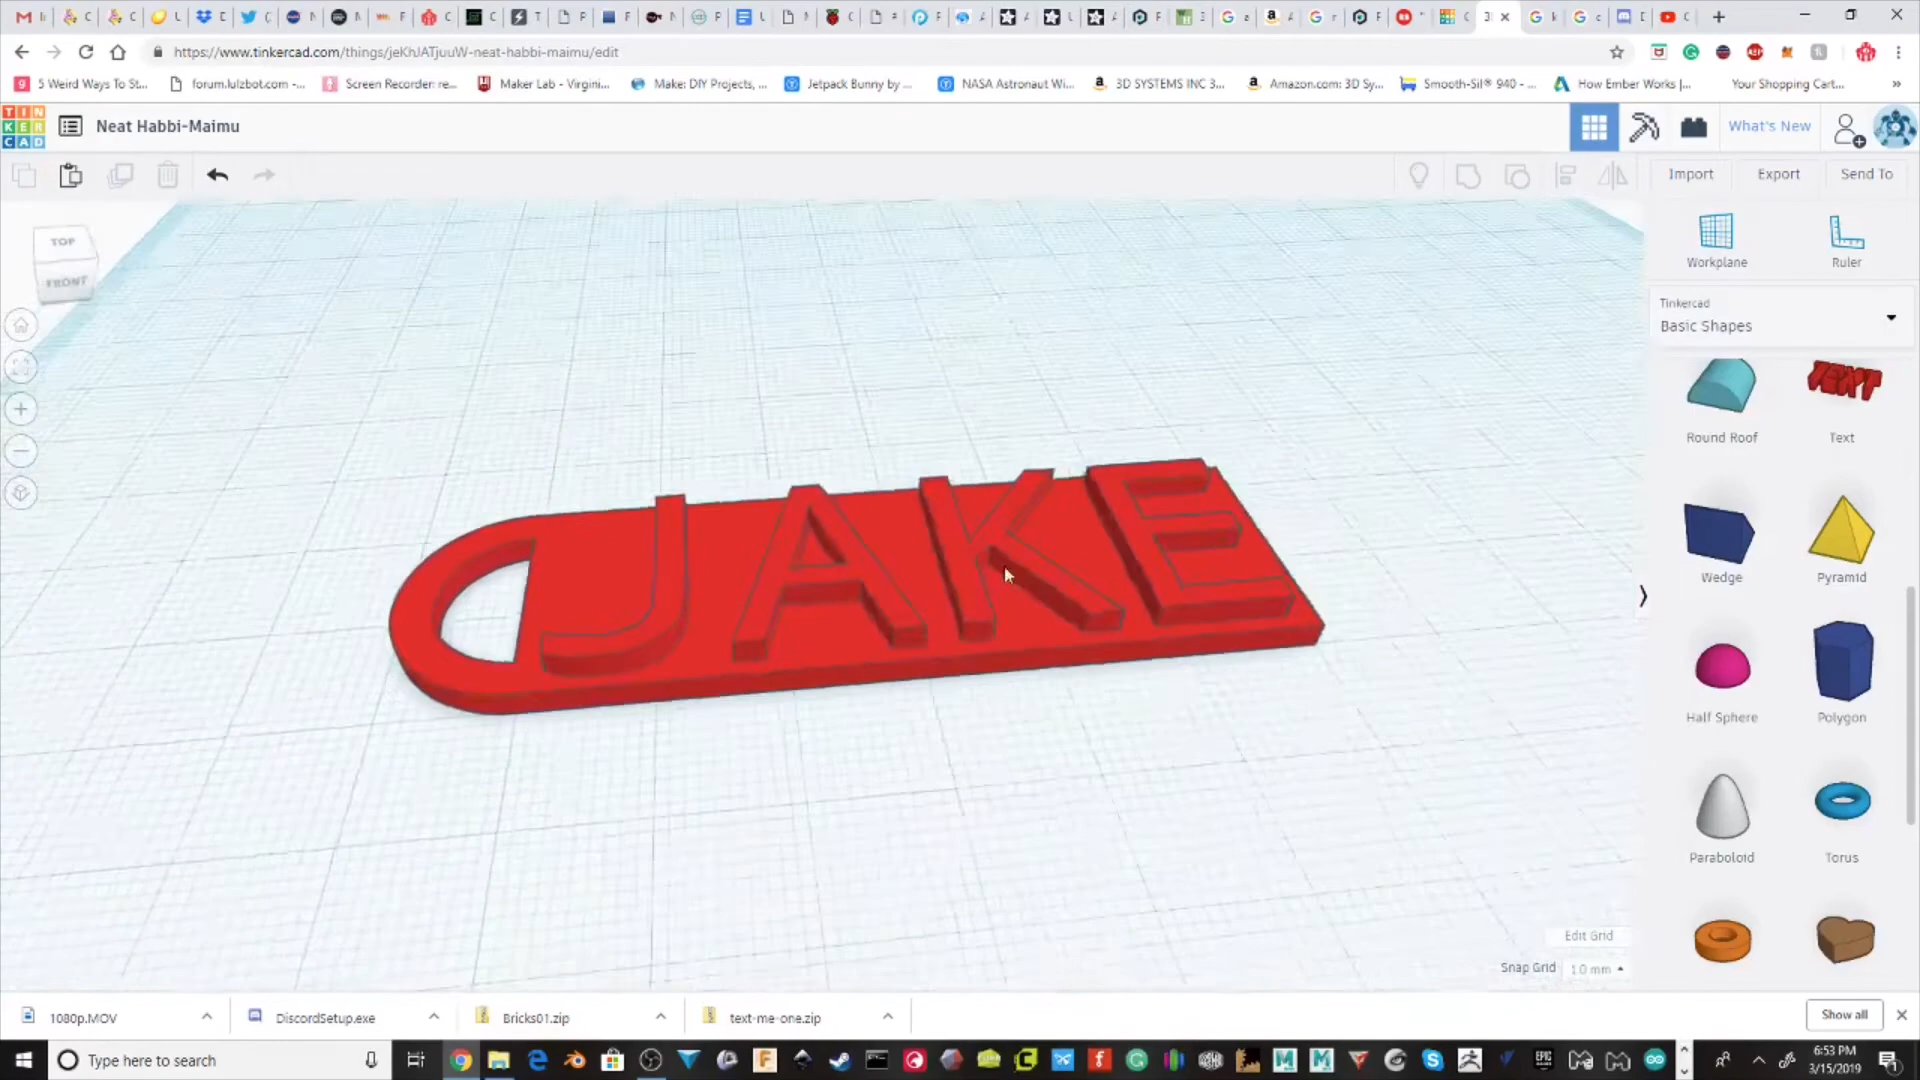 https://www.tinkercad.com/things/jeKhJATjuuW-neat-habbi-maimu/edit
5 Weird Ways To St...
forum.lulzbot.com -...
Screen Recorder: re...
Maker Lab - Virgini...
Make: DIY Projects, ...
Jetpack Bunny by ...
NASA Astronaut Wi...
3D SYSTEMS INC 3...
Amazon.com: 3D Sy...
Smooth-Sil® 940 - ...
How Ember Works |...
Your Shopping Cart...
TIN
KER
CAD
Neat Habbi-Maimu
What's New
Import
Export
Send To
TOP
FRONT
Workplane
Ruler
Tinkercad
Basic Shapes
TEXT
Round Roof
Text
JAKE
Wedge
Pyramid
Half Sphere
Polygon
Paraboloid
Torus
Edit Grid
Snap Grid 1.0 mm
1080p.MOV
DiscordSetup.exe
Bricks01.zip
text-me-one.zip
Show all
Type here to search
6:53 PM
3/15/2019